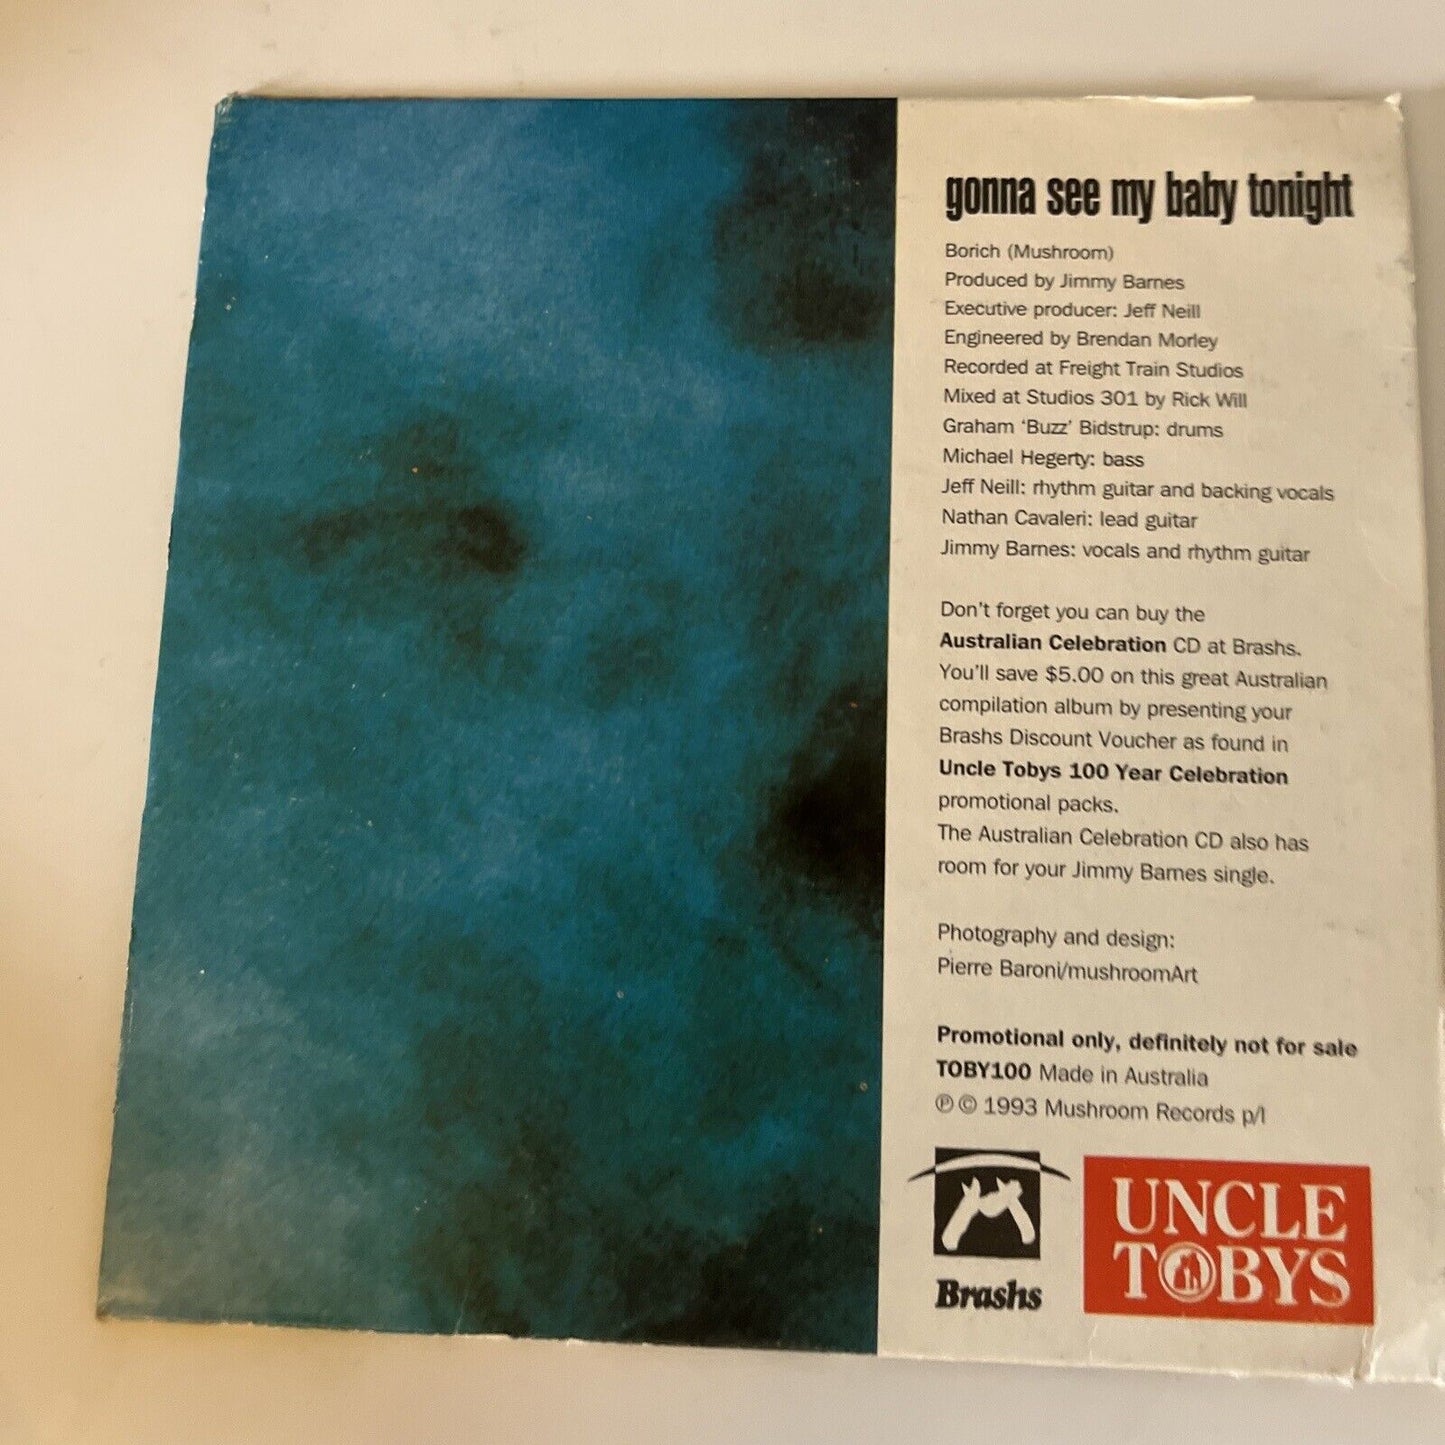 gonna see my baby tonight
Borich (Mushroom)
Produced by Jimmy Barnes
Executive producer: Jeff Neill
Engineered by Brendan Morley
Recorded at Freight Train Studios
Mixed at Studios 301 by Rick Will
Graham ‘Buzz’ Bidstrup: drums
Michael Hegerty: bass
Jeff Neill: rhythm guitar and backing vocals
Nathan Cavaleri: lead guitar
Jimmy Barnes: vocals and rhythm guitar
Don't forget you can buy the
Australian Celebration CD at Brashs.
You'll save $5.00 on this great Australian
compilation album by presenting your
Brashs Discount Voucher as found in
Uncle Tobys 100 Year Celebration
promotional packs.
The Australian Celebration CD also has
room for your Jimmy Barnes single.
Photography and design:
Pierre Baroni/mushroomArt
Promotional only, definitely not for sale
TOBY100 Made in Australia
℗ © 1993 Mushroom Records p/l
Brashs
UNCLE
TOBYS